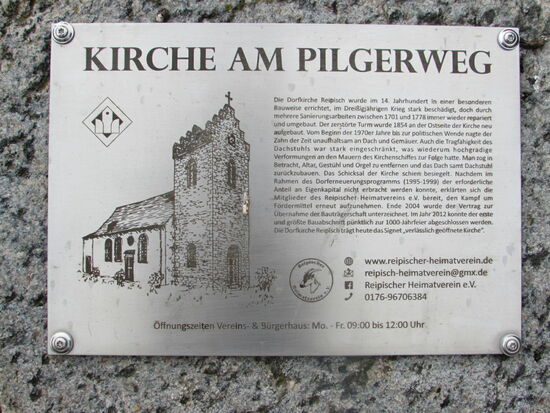 KIRCHE AM PILGERWEG
Die Dorfkirche Reipisch wurde im 14. Jahrhundert in einer besonderen
Bauweise errichtet, im Dreißigjährigen Krieg stark beschädigt, doch durch
mehrere Sanierungsarbeiten zwischen 1701 und 1778 immer wieder repariert
und umgebaut. Der zerstörte Turm wurde 1854 an der Ostseite der Kirche neu
aufgebaut. Vom Beginn der 1970er Jahre bis zur politischen Wende nagte der
Zahn der Zeit unaufhaltsam an Dach und Gemäuer. Auch die Tragfähigkeit des
Dachstuhls war stark eingeschränkt, was wiederum hochgradige
Verformungen an den Mauern des Kirchenschiffes zur Folge hatte. Man zog in
Betracht, Altar, Gestühl und Orgel zu entfernen und das Dach samt Dachstuhl
zurückzubauen. Das Schicksal der Kirche schien besiegelt. Nachdem im
Rahmen des Dorferneuerungsprogramms (1995-1999) der erforderliche
Anteil an Eigenkapital nicht erbracht werden konnte, erklärten sich die
Mitglieder des Reipischer Heimatvereins e.V. bereit, den Kampf um
Fördermittel erneut aufzunehmen. Ende 2004 wurde der Vertrag zur
Übernahme der Bauträgerschaft unterzeichnet. Im Jahr 2012 konnte der erste
und größte Bauabschnitt pünktlich zur 1000-Jahrfeier abgeschlossen werden.
Die Dorfkirche Reipisch trägt heute das Signet „verlässlich geöffnete Kirche".
Reipischer
Heimatverein e.V.
www.reipischer-heimatverein.de
reipisch-heimatverein@gmx.de
Reipischer Heimatverein e.V.
0176-96706384
Öffnungszeiten Vereins- & Bürgerhaus: Mo. - Fr. 09:00 bis 12:00 Uhr